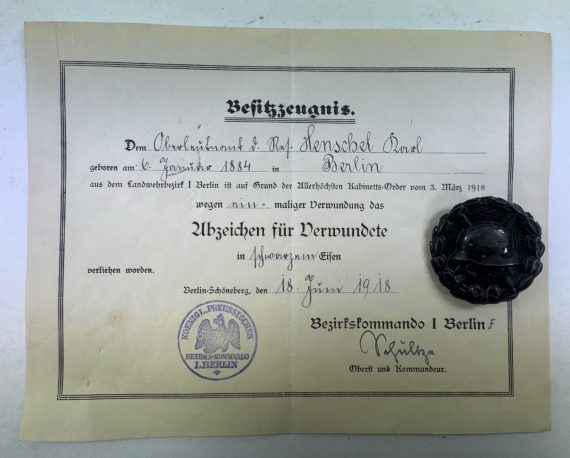 Besitzzeugnis.
Dem Oberleutnant d. Res. Henschel Karl
geboren am 6. Januar 1884 in Berlin
aus dem Landwehrbezirk I Berlin ist auf Grund der Allerhöchsten Kabinetts-Order vom 3. März 1918
wegen ein- maliger Verwundung das
Abzeichen für Verwundete
in schwarzem Eisen
verliehen worden.
Berlin-Schöneberg, den 18. Juni 1918
Bezirkskommando I Berlin
Schultze
Oberst und Kommandeur.
KOENIGL. PREUSSISCHES
BEZIRKS-KOMMANDO
I. BERLIN